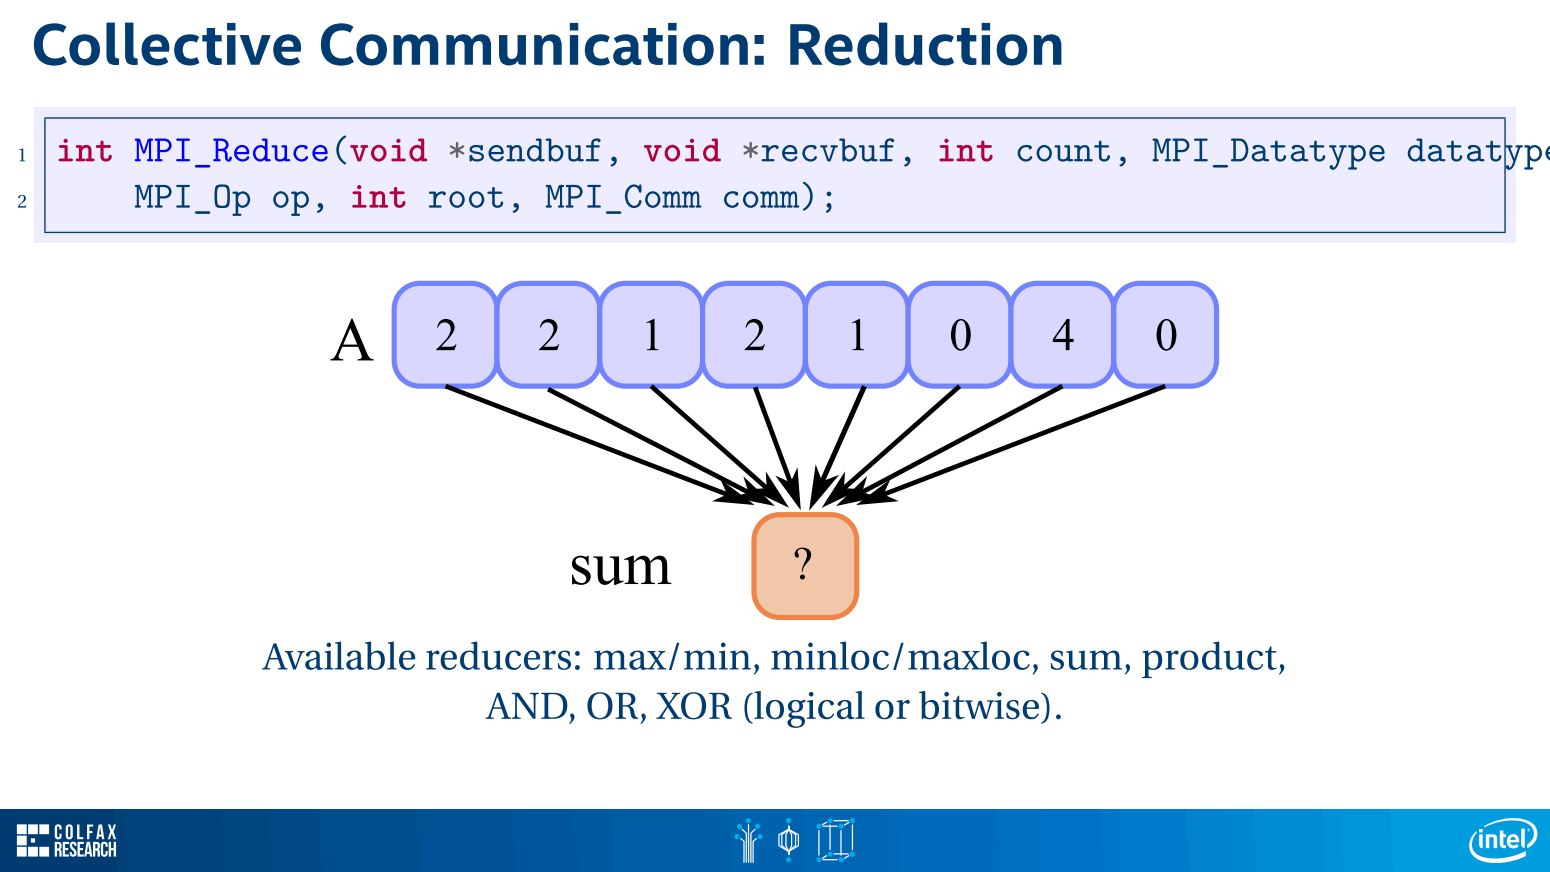 Collective Communication: Reduction
1 int MPI_Reduce(void *sendbuf, void *recvbuf, int count, MPI_Datatype datatype
2 MPI_Op op, int root, MPI_Comm comm);
A 2 2 1 2 1 0 4 0
sum ?
Available reducers: max/min, minloc/maxloc, sum, product,
AND, OR, XOR (logical or bitwise).
COLFAX
RESEARCH
intel